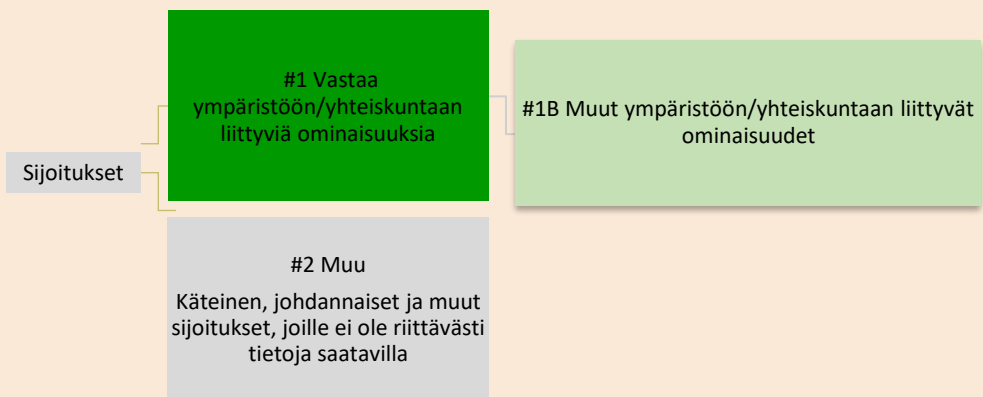 Sijoitukset
#1 Vastaa
ympäristöön/yhteiskuntaan
liittyviä ominaisuuksia
#1B Muut ympäristöön/yhteiskuntaan liittyvät
ominaisuudet
#2 Muu
Käteinen, johdannaiset ja muut
sijoitukset, joille ei ole riittävästi
tietoja saatavilla